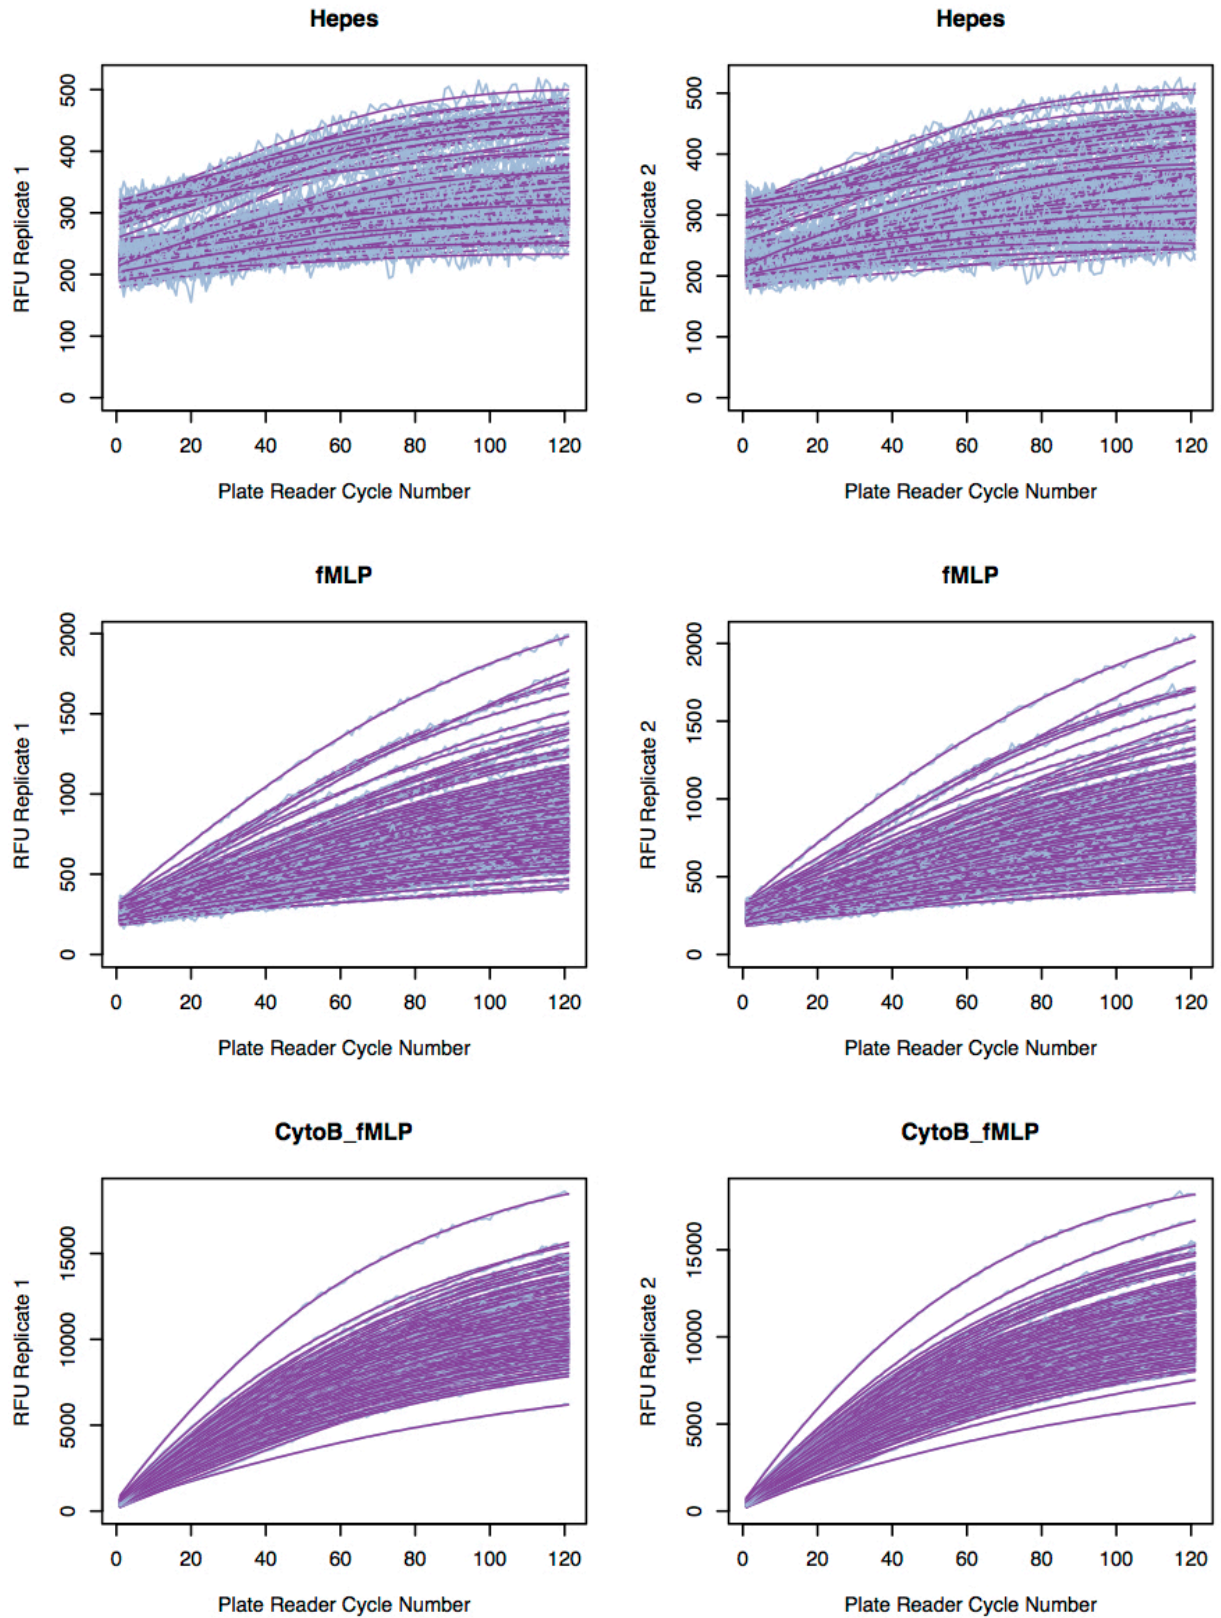 Hepes
Hepes
RFU Replicate 1
500
400
300
200
100
0
0 20 40 60 80 100 120
Plate Reader Cycle Number
RFU Replicate 2
500
400
300
200
100
0
0 20 40 60 80 100 120
Plate Reader Cycle Number
fMLP
fMLP
RFU Replicate 1
2000
1500
1000
500
0
0 20 40 60 80 100 120
Plate Reader Cycle Number
RFU Replicate 2
2000
1500
1000
500
0
0 20 40 60 80 100 120
Plate Reader Cycle Number
CytoB_fMLP
CytoB_fMLP
RFU Replicate 1
15000
10000
5000
0
0 20 40 60 80 100 120
Plate Reader Cycle Number
RFU Replicate 2
15000
10000
5000
0
0 20 40 60 80 100 120
Plate Reader Cycle Number